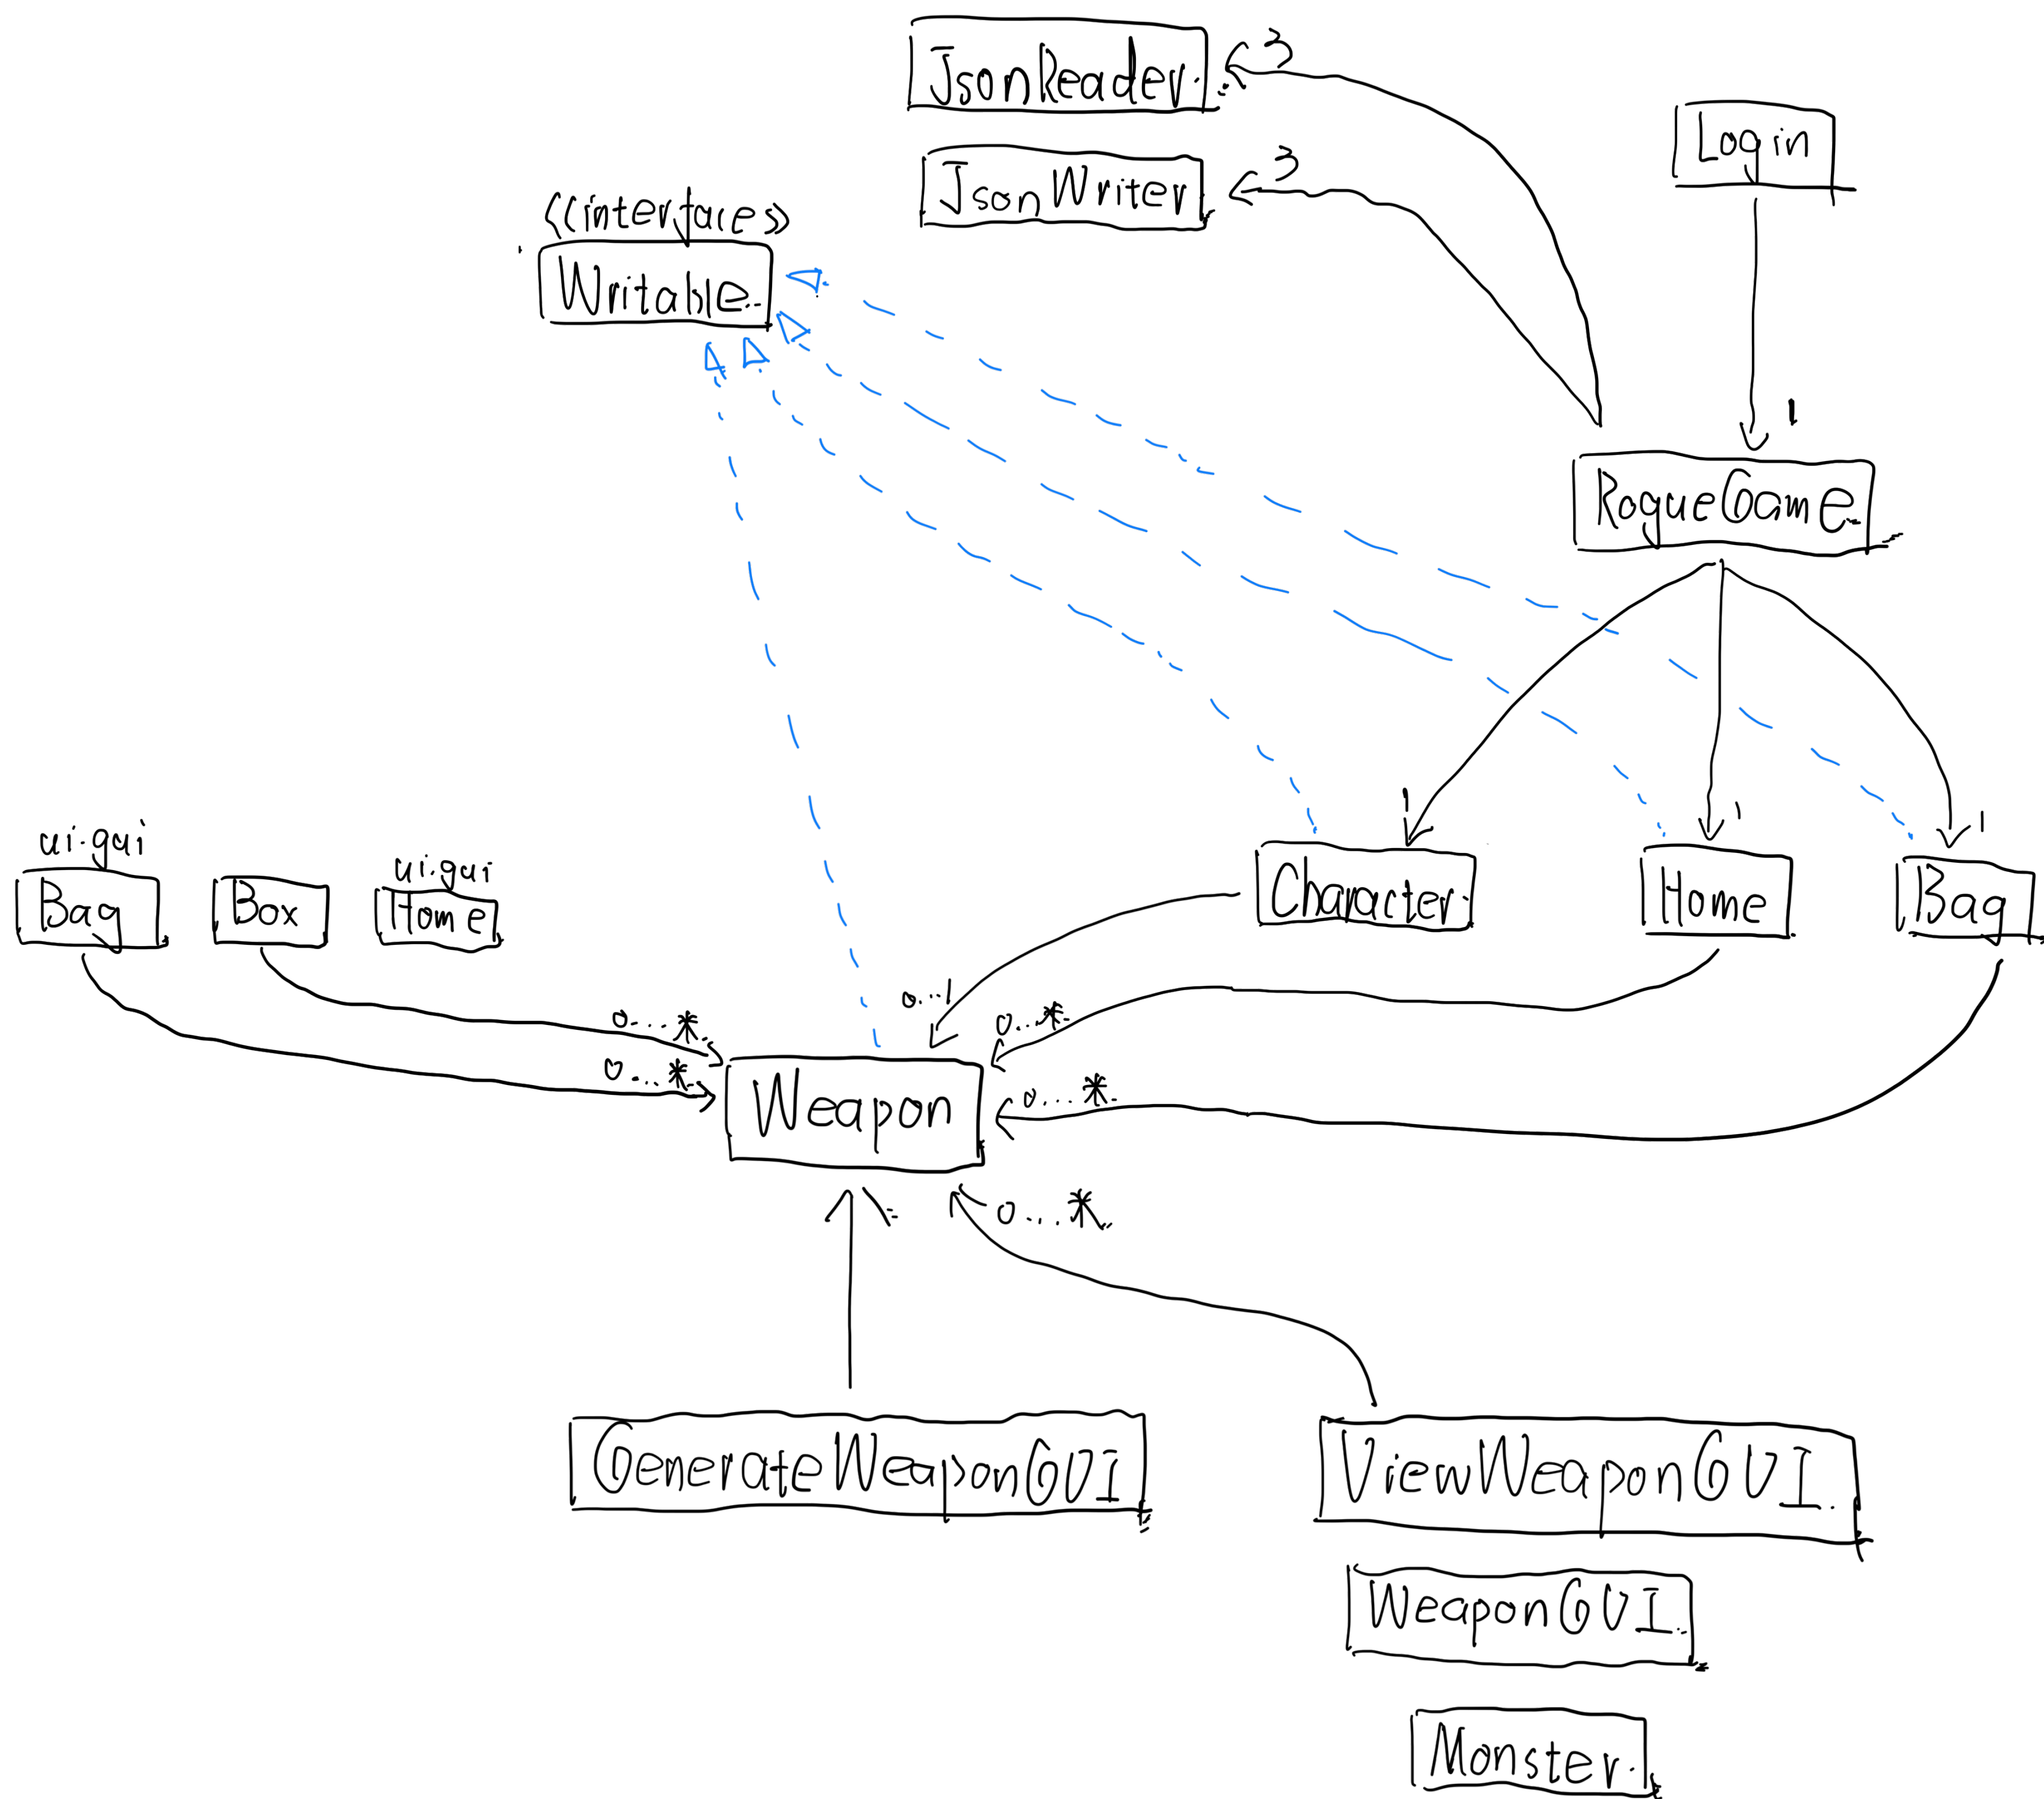 JsonReader
3
Login
JsonWriter
3
<<interfaces>>
Writable
1
RogueGame
1
1
1
ui.gui
Bag
Box
ui.gui
Home
Character
Home
Bag
0...1
0...*
0...*
0...*
0...*
Weapon
0...*
GenerateWeaponGUI
ViewWeaponGUI
WeaponGUI
Monster